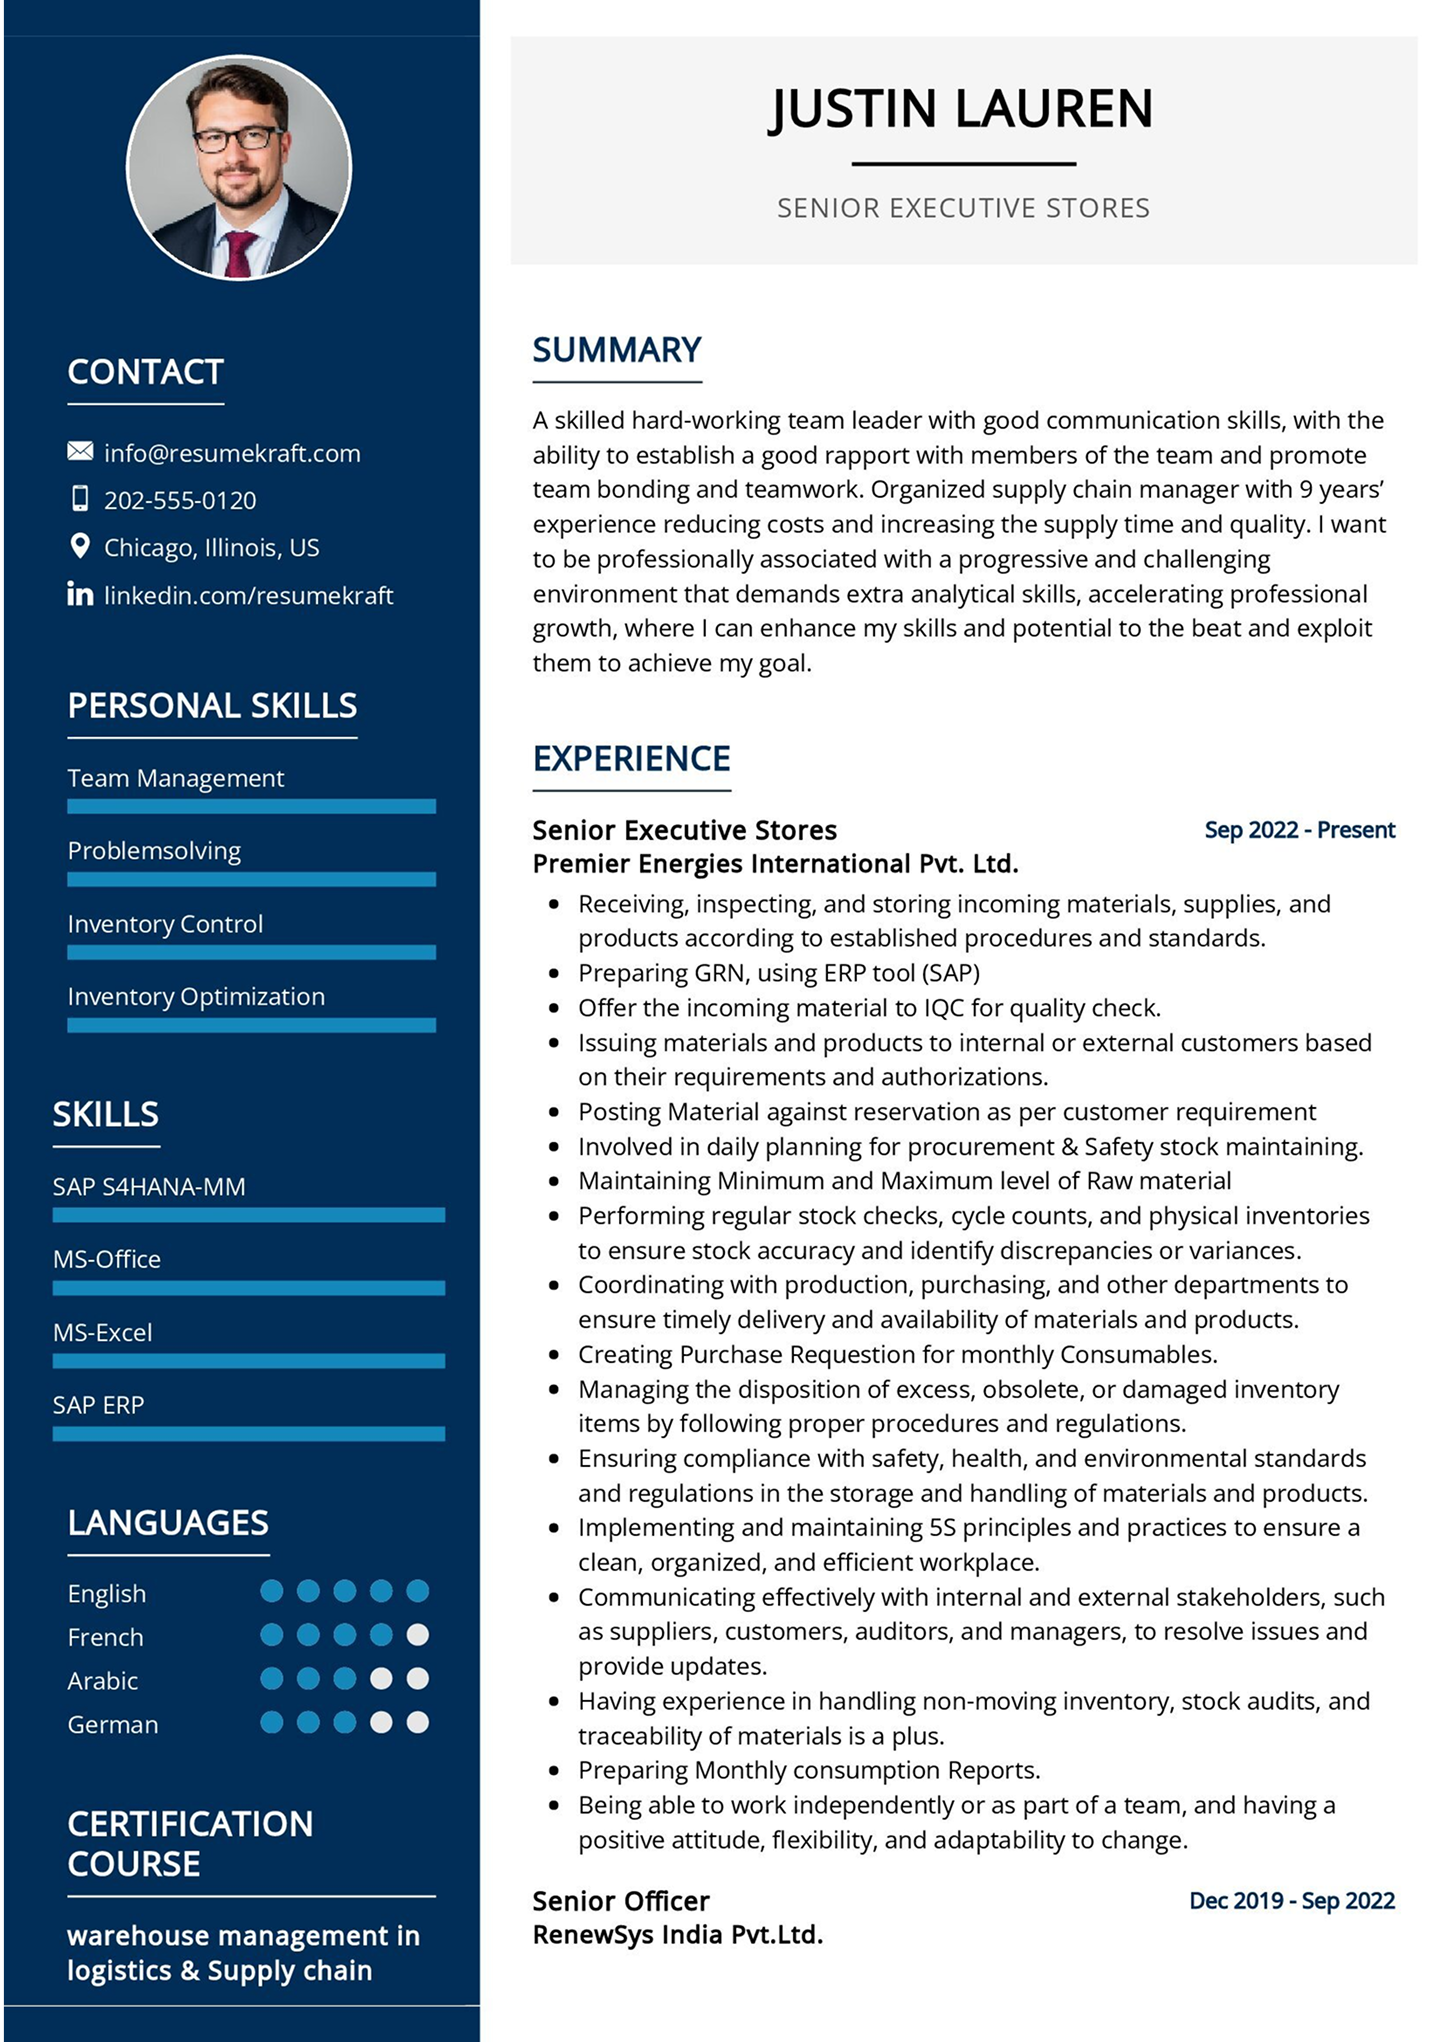 JUSTIN LAUREN
SENIOR EXECUTIVE STORES
CONTACT
info@resumekraft.com
202-555-0120
Chicago, Illinois, US
linkedin.com/resumekraft
PERSONAL SKILLS
Team Management
Problemsolving
Inventory Control
Inventory Optimization
SKILLS
SAP S4HANA-MM
MS-Office
MS-Excel
SAP ERP
LANGUAGES
English
French
Arabic
German
CERTIFICATION
COURSE
warehouse management in
logistics & Supply chain
SUMMARY
A skilled hard-working team leader with good communication skills, with the
ability to establish a good rapport with members of the team and promote
team bonding and teamwork. Organized supply chain manager with 9 years’
experience reducing costs and increasing the supply time and quality. I want
to be professionally associated with a progressive and challenging
environment that demands extra analytical skills, accelerating professional
growth, where I can enhance my skills and potential to the beat and exploit
them to achieve my goal.
EXPERIENCE
Senior Executive Stores
Sep 2022 - Present
Premier Energies International Pvt. Ltd.
• Receiving, inspecting, and storing incoming materials, supplies, and
products according to established procedures and standards.
• Preparing GRN, using ERP tool (SAP)
• Offer the incoming material to IQC for quality check.
• Issuing materials and products to internal or external customers based
on their requirements and authorizations.
• Posting Material against reservation as per customer requirement
• Involved in daily planning for procurement & Safety stock maintaining.
• Maintaining Minimum and Maximum level of Raw material
• Performing regular stock checks, cycle counts, and physical inventories
to ensure stock accuracy and identify discrepancies or variances.
• Coordinating with production, purchasing, and other departments to
ensure timely delivery and availability of materials and products.
• Creating Purchase Requestion for monthly Consumables.
• Managing the disposition of excess, obsolete, or damaged inventory
items by following proper procedures and regulations.
• Ensuring compliance with safety, health, and environmental standards
and regulations in the storage and handling of materials and products.
• Implementing and maintaining 5S principles and practices to ensure a
clean, organized, and efficient workplace.
• Communicating effectively with internal and external stakeholders, such
as suppliers, customers, auditors, and managers, to resolve issues and
provide updates.
• Having experience in handling non-moving inventory, stock audits, and
traceability of materials is a plus.
• Preparing Monthly consumption Reports.
• Being able to work independently or as part of a team, and having a
positive attitude, flexibility, and adaptability to change.
Senior Officer
Dec 2019 - Sep 2022
RenewSys India Pvt.Ltd.